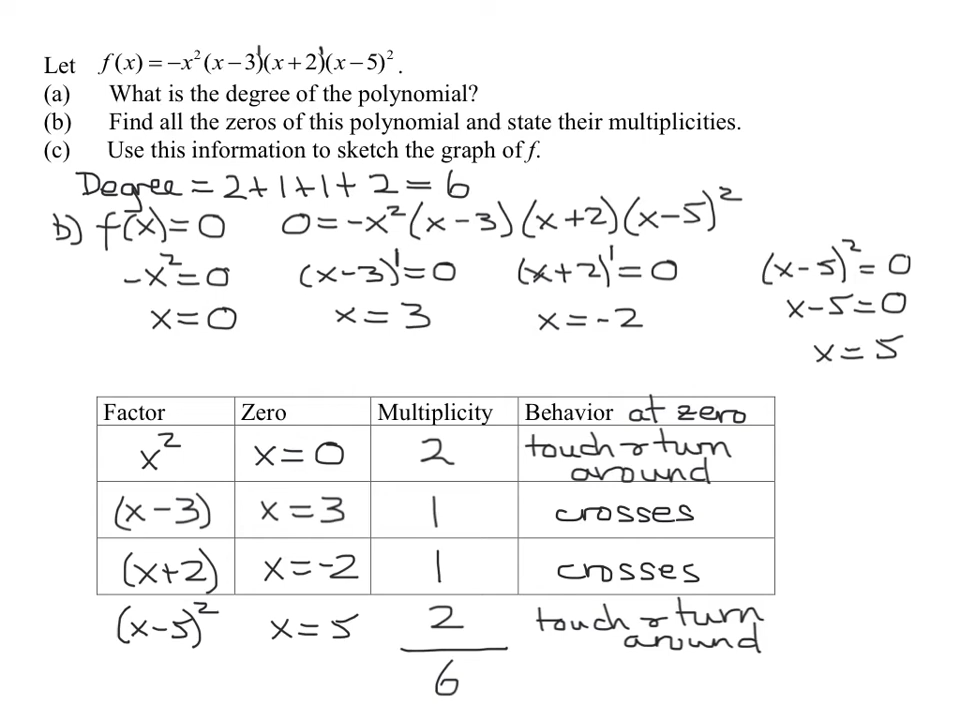 Let f(x) = −x²(x − 3)¹(x + 2)¹(x − 5)².
(a) What is the degree of the polynomial?
(b) Find all the zeros of this polynomial and state their multiplicities.
(c) Use this information to sketch the graph of f.
Degree = 2+1+1+2 = 6
b) f(x)=0 0=-x²(x-3)(x+2)(x-5)²
-x²=0 (x-3)¹=0 (x+2)¹=0 (x-5)²=0
x=0 x=3 x=-2 x-5=0
x=5
Factor Zero Multiplicity Behavior at zero
x² x=0 2 touch & turn around
(x-3) x=3 1 crosses
(x+2) x=-2 1 crosses
(x-5)² x=5 2 touch & turn around
6